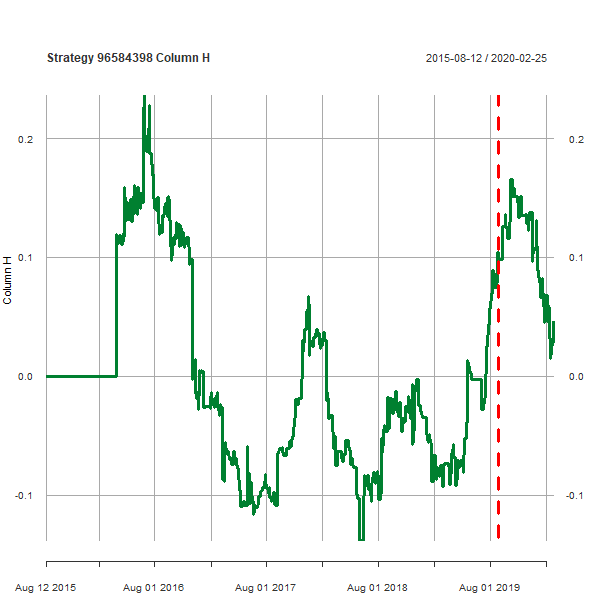 Strategy 96584398 Column H
2015-08-12 / 2020-02-25
0.2
0.2
0.1
0.1
Column H
0.0
0.0
-0.1
-0.1
Aug 12 2015
Aug 01 2016
Aug 01 2017
Aug 01 2018
Aug 01 2019